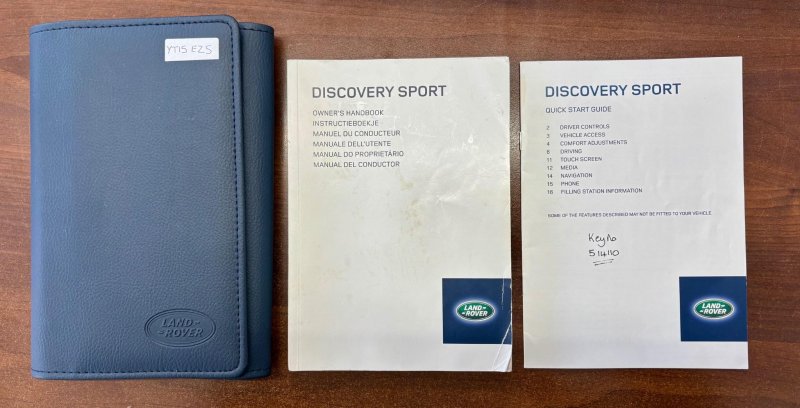 YT15 EZS
LAND-
-ROVER
DISCOVERY SPORT
OWNER'S HANDBOOK
INSTRUCTIEBOEKJE
MANUEL DU CONDUCTEUR
MANUALE DELL'UTENTE
MANUAL DO PROPRIETÁRIO
MANUAL DEL CONDUCTOR
LAND-
-ROVER
DISCOVERY SPORT
QUICK START GUIDE
2 DRIVER CONTROLS
3 VEHICLE ACCESS
4 COMFORT ADJUSTMENTS
6 DRIVING
11 TOUCH SCREEN
12 MEDIA
14 NAVIGATION
15 PHONE
16 FILLING STATION INFORMATION
SOME OF THE FEATURES DESCRIBED MAY NOT BE FITTED TO YOUR VEHICLE
Key No
514110
LAND-
-ROVER